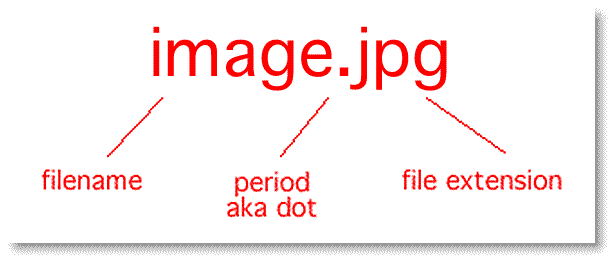 image.jpg
filename
period
aka dot
file extension